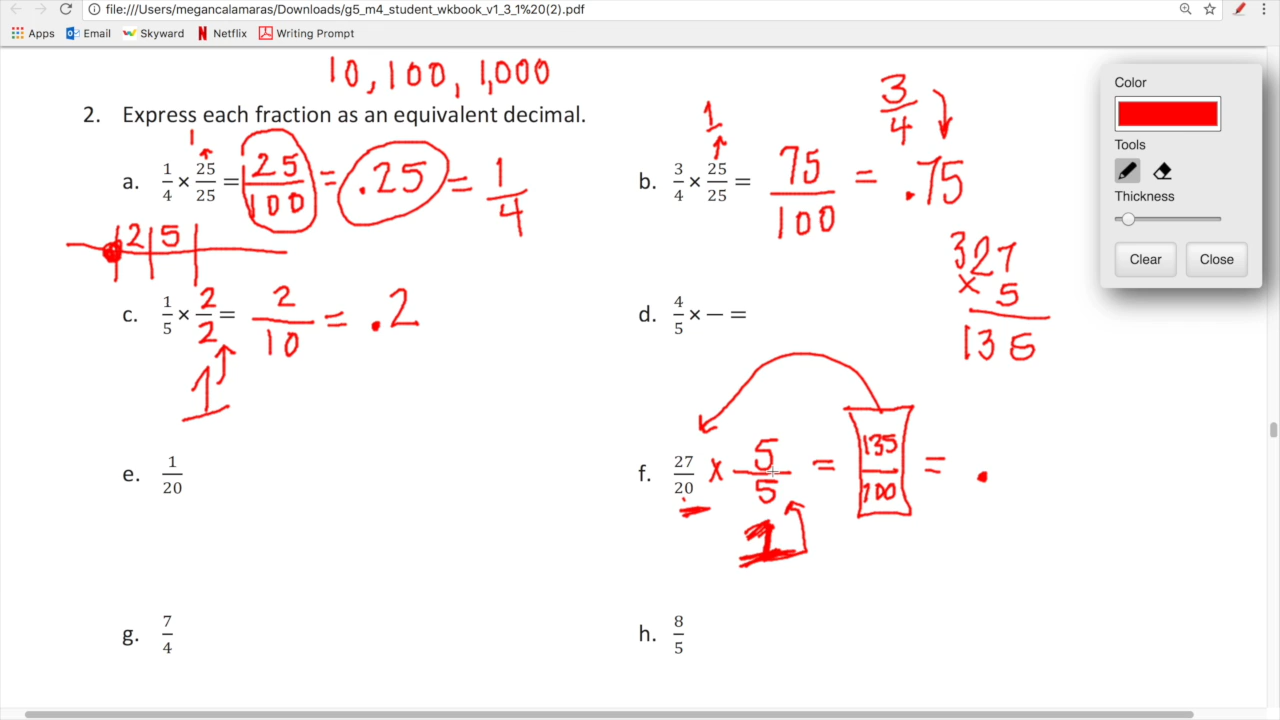 file:///Users/megancalamaras/Downloads/g5_m4_student_wkbook_v1_3_1%20(2).pdf
Apps Email Skyward Netflix Writing Prompt
10, 100, 1,000
2. Express each fraction as an equivalent decimal.
a. 1/4 × 25/25 = 25/100 = .25 = 1/4
1
2 5
b. 3/4 × 25/25 = 75/100 = .75
1
3/4
c. 1/5 × 2/2 = 2/10 = .2
1
d. 4/5 × — =
327
× 5
135
e. 1/20
f. 27/20 × 5/5 = 135/100 = .
1
g. 7/4
h. 8/5
Color
Tools
Thickness
Clear Close